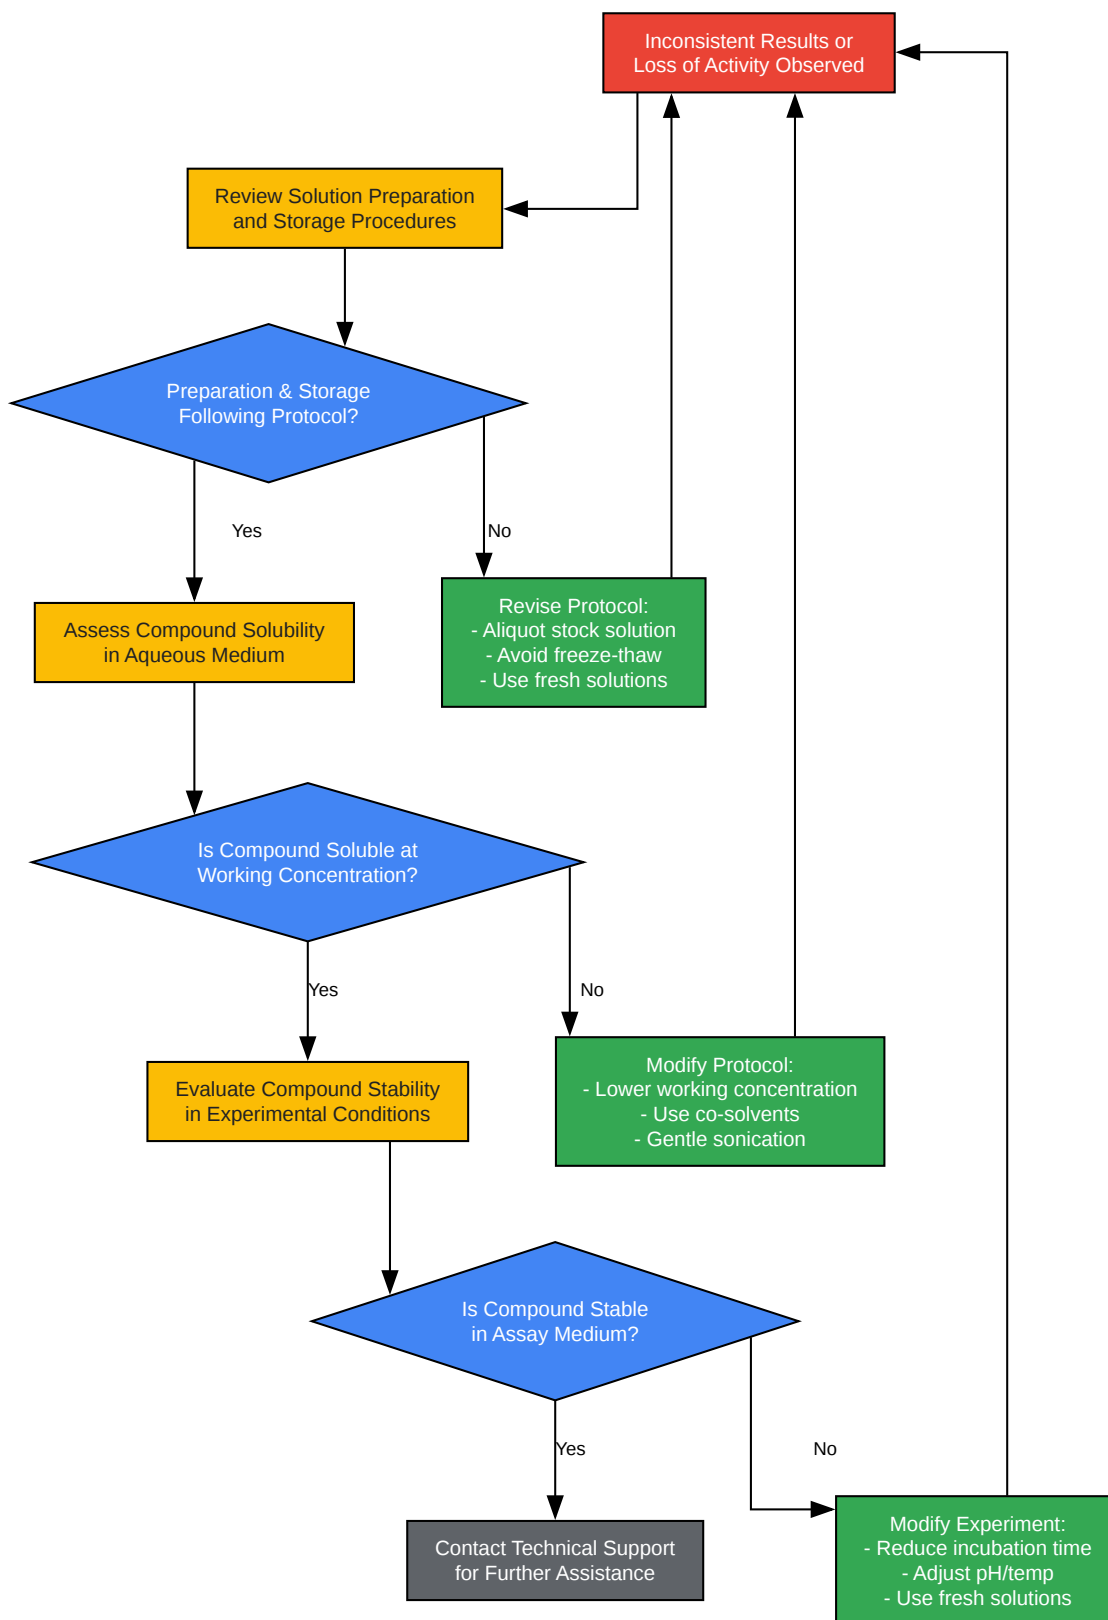 Inconsistent Results or
Loss of Activity Observed
Review Solution Preparation
and Storage Procedures
Preparation & Storage
Following Protocol?
Yes
No
Assess Compound Solubility
in Aqueous Medium
Revise Protocol:
- Aliquot stock solution
- Avoid freeze-thaw
- Use fresh solutions
Is Compound Soluble at
Working Concentration?
Yes
No
Evaluate Compound Stability
in Experimental Conditions
Modify Protocol:
- Lower working concentration
- Use co-solvents
- Gentle sonication
Is Compound Stable
in Assay Medium?
Yes
No
Contact Technical Support
for Further Assistance
Modify Experiment:
- Reduce incubation time
- Adjust pH/temp
- Use fresh solutions